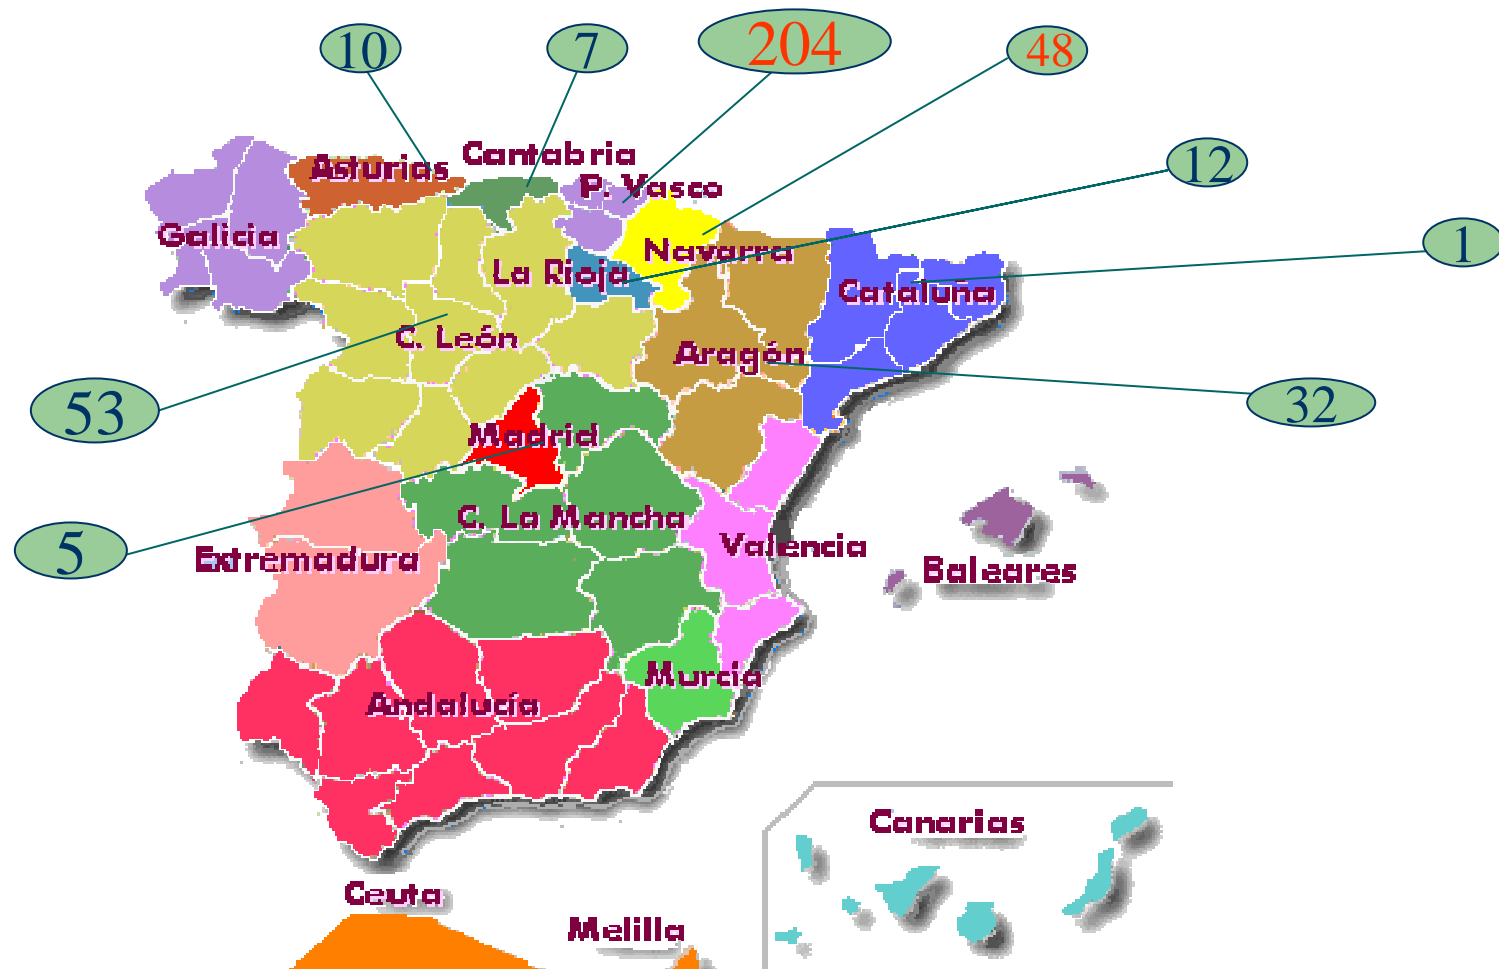 10
7
204
48
12
1
Asturias
Cantabria
P. Vasco
Galicia
Navarra
La Rioja
Cataluña
C. León
Aragón
53
32
Madrid
5
C. La Mancha
Extremadura
Valencia
Baleares
Murcia
Andalucía
Canarias
Ceuta
Melilla